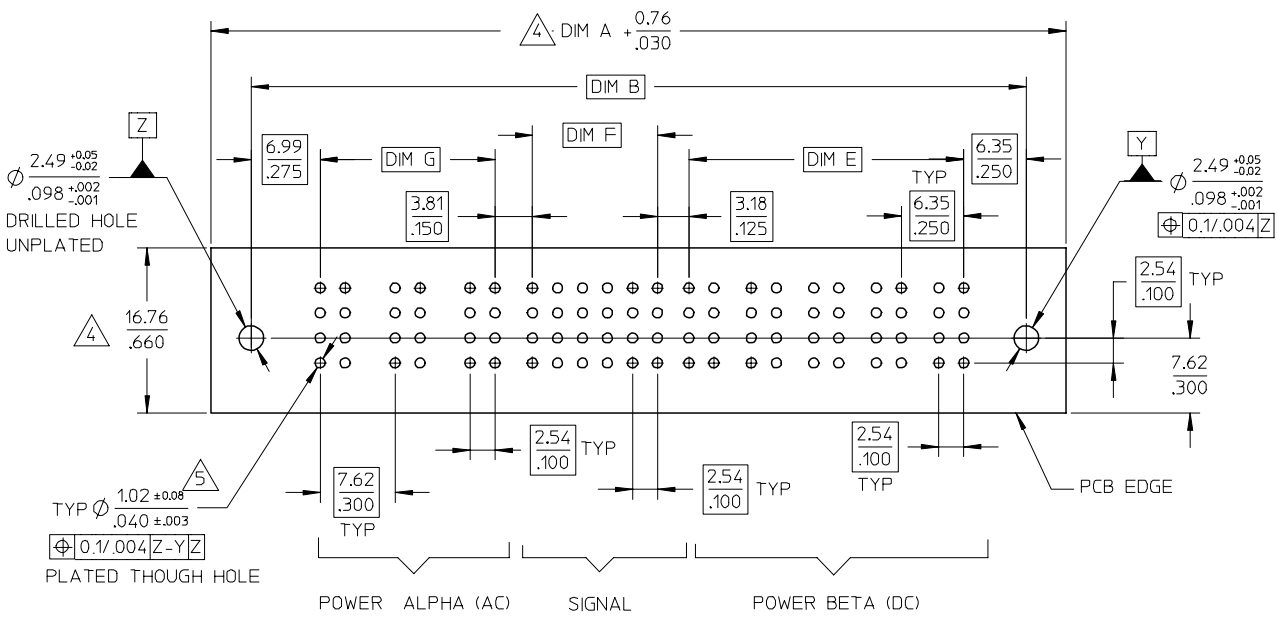 4 DIM A + 0.76
.030
DIM B
Z
DIM F
Y
6.99
.275
DIM G
DIM E
6.35
.250
⌀ 2.49 +0.05 -0.02
.098 +.002 -.001
DRILLED HOLE
UNPLATED
3.81
.150
3.18
.125
TYP
6.35
.250
⌀ 2.49 +0.05 -0.02
.098 +.002 -.001
⌖ 0.1/.004 Z
2.54
.100 TYP
4
16.76
.660
7.62
.300
2.54
.100 TYP
2.54
.100
TYP
2.54
.100 TYP
7.62
.300
TYP
5
TYP ⌀ 1.02 ±0.08
.040 ±.003
⌖ 0.1/.004 Z-Y Z
PLATED THOUGH HOLE
PCB EDGE
POWER ALPHA (AC)
SIGNAL
POWER BETA (DC)